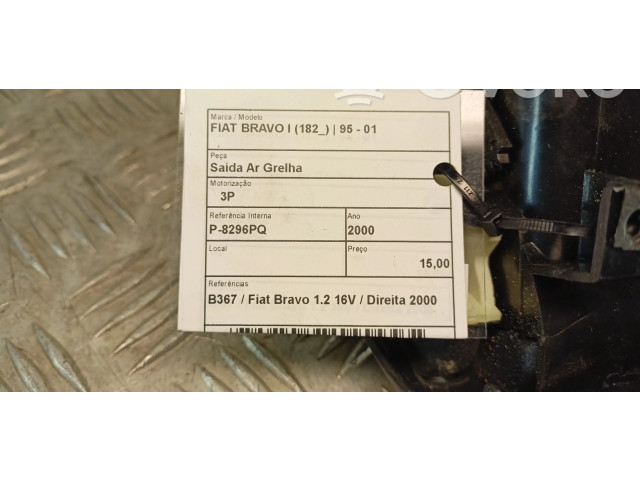 Marca / Modelo
FIAT BRAVO I (182_) | 95 - 01
Peça
Saida Ar Grelha
Motorização
3P
Referência Interna
P-8296PQ
Ano
2000
Local
Preço
15,00
Referências
B367 / Fiat Bravo 1.2 16V / Direita 2000